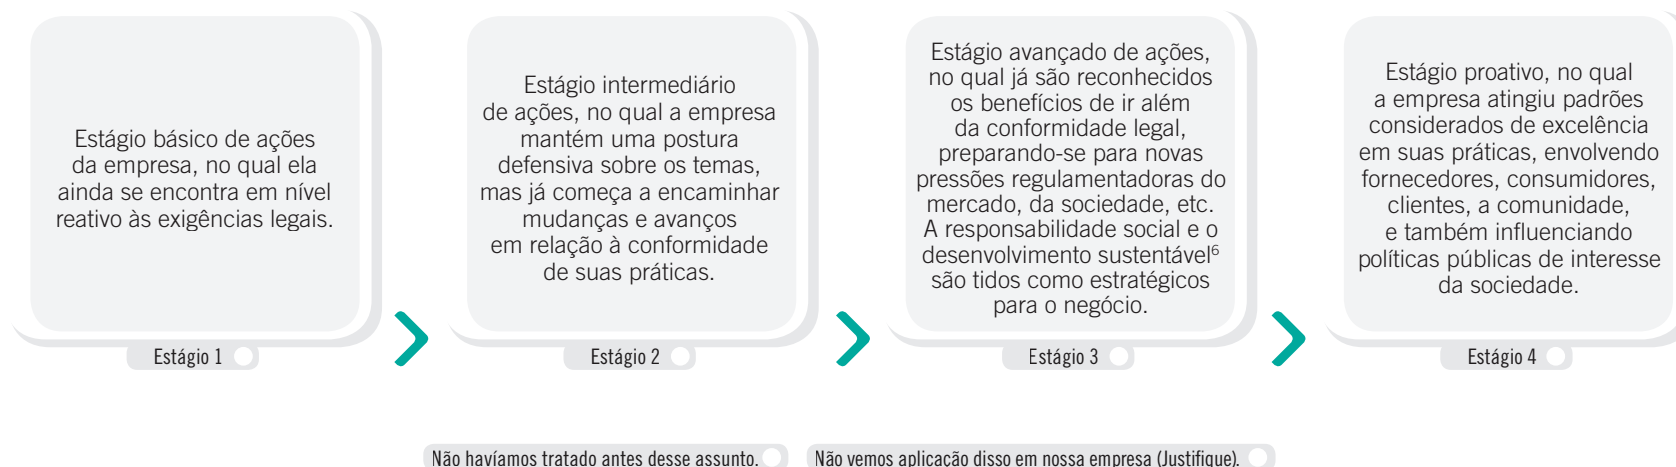 Estágio básico de ações
da empresa, no qual ela
ainda se encontra em nível
reativo às exigências legais.
Estágio 1
Estágio intermediário
de ações, no qual a empresa
mantém uma postura
defensiva sobre os temas,
mas já começa a encaminhar
mudanças e avanços
em relação à conformidade
de suas práticas.
Estágio 2
Estágio avançado de ações,
no qual já são reconhecidos
os benefícios de ir além
da conformidade legal,
preparando-se para novas
pressões regulamentadoras do
mercado, da sociedade, etc.
A responsabilidade social e o
desenvolvimento sustentável⁶
são tidos como estratégicos
para o negócio.
Estágio 3
Estágio proativo, no qual
a empresa atingiu padrões
considerados de excelência
em suas práticas, envolvendo
fornecedores, consumidores,
clientes, a comunidade,
e também influenciando
políticas públicas de interesse
da sociedade.
Estágio 4
Não havíamos tratado antes desse assunto.
Não vemos aplicação disso em nossa empresa (Justifique).